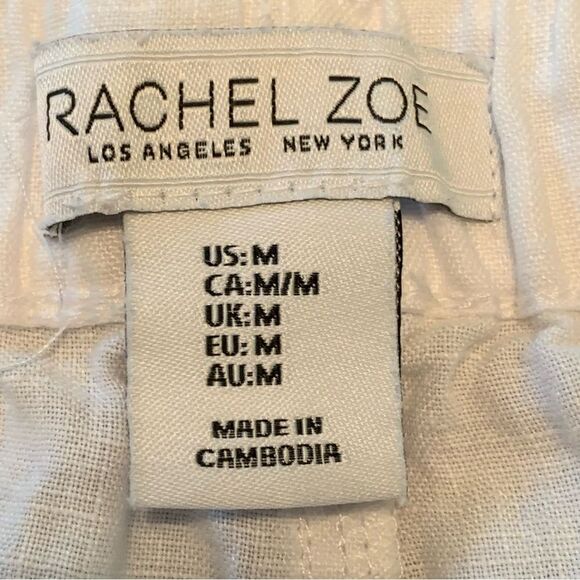 RACHEL ZOE
LOS ANGELES NEW YORK
US:M
CA:M/M
UK:M
EU:M
AU:M
MADE IN
CAMBODIA